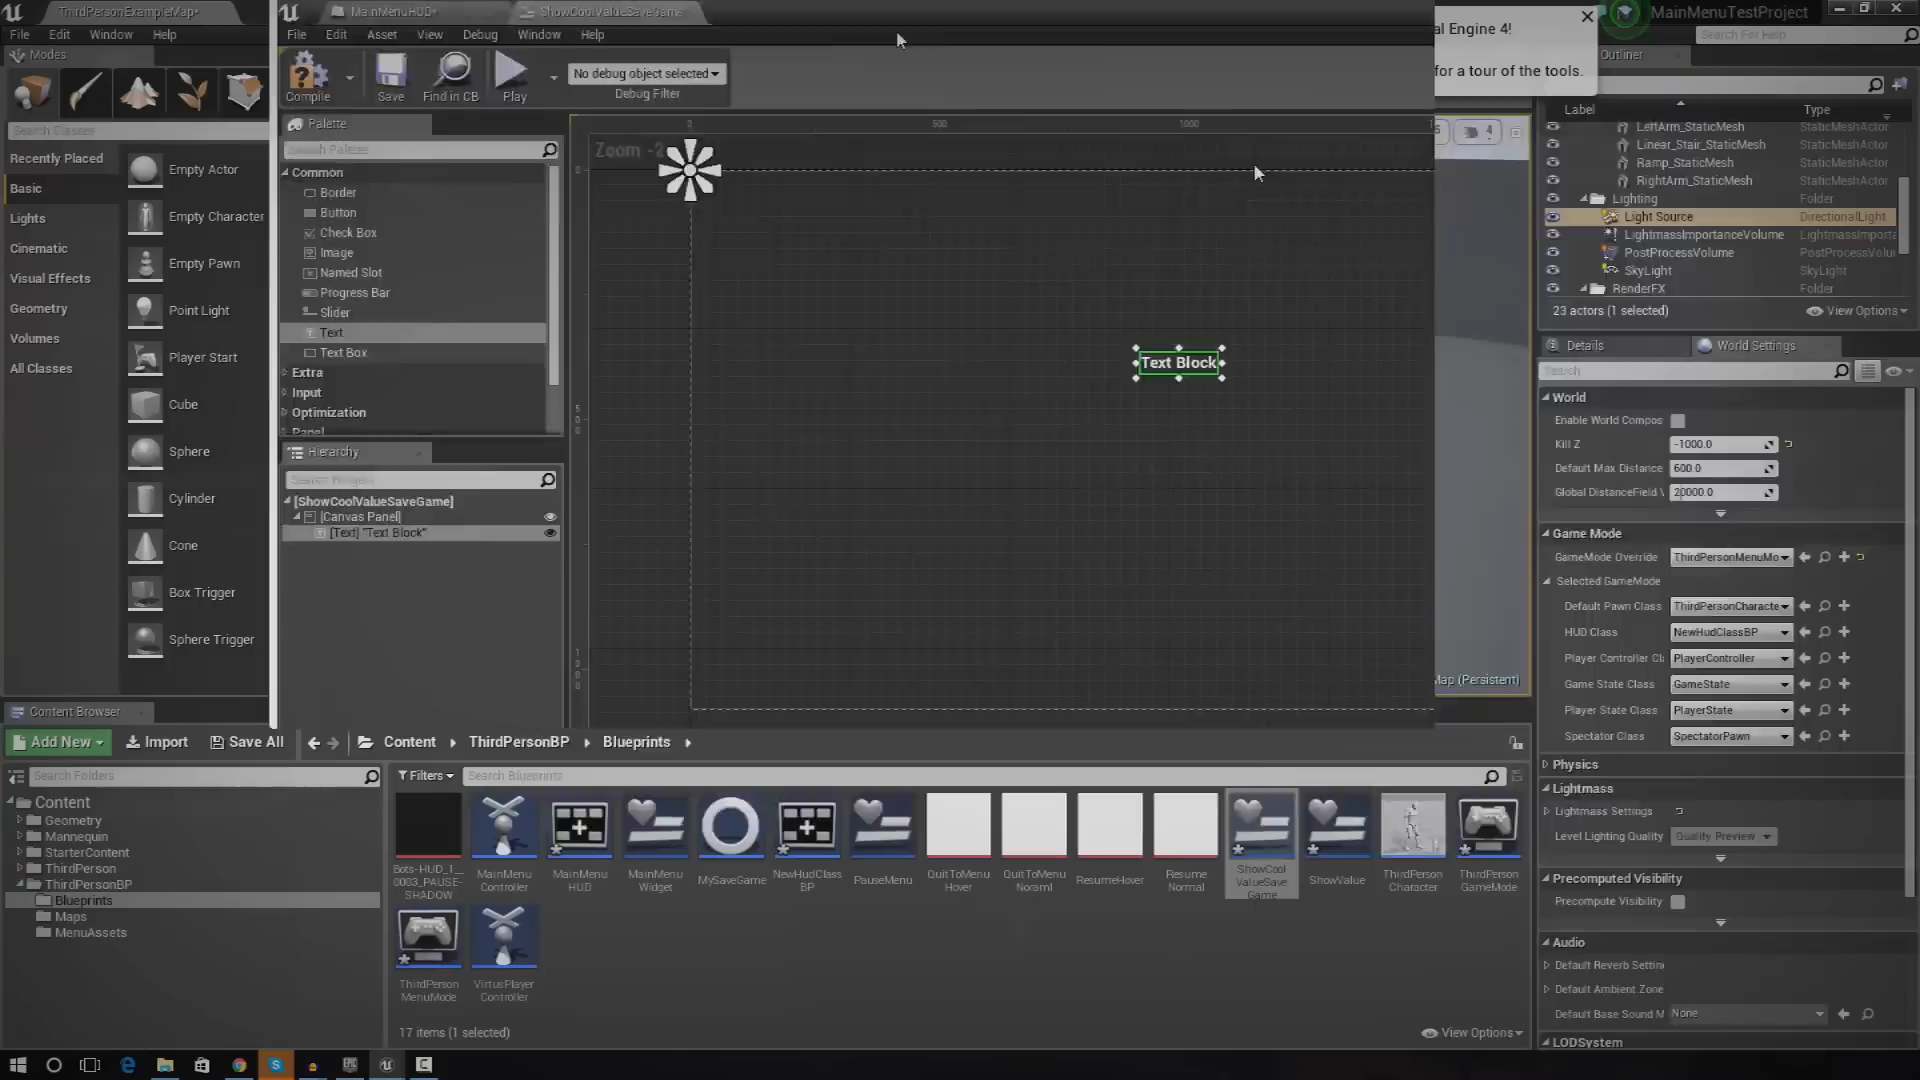 ThirdPersonExampleMap*
File Edit Window Help
Modes
Search Classes
Recently Placed
Basic
Lights
Cinematic
Visual Effects
Geometry
Volumes
All Classes
Empty Actor
Empty Character
Empty Pawn
Point Light
Player Start
Cube
Sphere
Cylinder
Cone
Box Trigger
Sphere Trigger
MainMenuHUD*
ShowCoolValueSaveGame
File Edit Asset View Debug Window Help
Compile
Save
Find in CB
Play
No debug object selected
Debug Filter
Palette
Search Palette
Common
Border
Button
Check Box
Image
Named Slot
Progress Bar
Slider
Text
Text Box
Extra
Input
Optimization
Panel
Hierarchy
Search Widgets
[ShowCoolValueSaveGame]
[Canvas Panel]
[Text] "Text Block"
0 500 1000
Zoom -2
Text Block
al Engine 4!
for a tour of the tools.
4
Map (Persistent)
MainMenuTestProject
Search For Help
Outliner
Label Type
LeftArm_StaticMesh StaticMeshActor
Linear_Stair_StaticMesh StaticMeshActor
Ramp_StaticMesh StaticMeshActor
RightArm_StaticMesh StaticMeshActor
Lighting Folder
Light Source DirectionalLight
LightmassImportanceVolume LightmassImporta
PostProcessVolume PostProcessVolu
SkyLight SkyLight
RenderFX Folder
23 actors (1 selected) View Options
Details World Settings
Search
World
Enable World Compos
Kill Z -1000.0
Default Max Distance 600.0
Global DistanceField V 20000.0
Game Mode
GameMode Override ThirdPersonMenuMo
Selected GameMode
Default Pawn Class ThirdPersonCharacte
HUD Class NewHudClassBP
Player Controller Cl PlayerController
Game State Class GameState
Player State Class PlayerState
Spectator Class SpectatorPawn
Physics
Lightmass
Lightmass Settings
Level Lighting Quality Quality Preview
Precomputed Visibility
Precompute Visibility
Audio
Default Reverb Settin
Default Ambient Zone
Default Base Sound M None
LODSystem
Content Browser
Add New Import Save All Content ThirdPersonBP Blueprints
Search Folders
Content
Geometry
Mannequin
StarterContent
ThirdPerson
ThirdPersonBP
Blueprints
Maps
MenuAssets
Filters Search Blueprints
Bots-HUD_1__0003_PAUSE-SHADOW
MainMenu Controller
MainMenu HUD
MainMenu Widget
MySaveGame
NewHudClass BP
PauseMenu
QuitToMenu Hover
QuitToMenu Noraml
ResumeHover
Resume Normal
ShowCool ValueSave Game
ShowValue
ThirdPerson Character
ThirdPerson GameMode
ThirdPerson MenuMode
VirtusPlayer Controller
17 items (1 selected) View Options